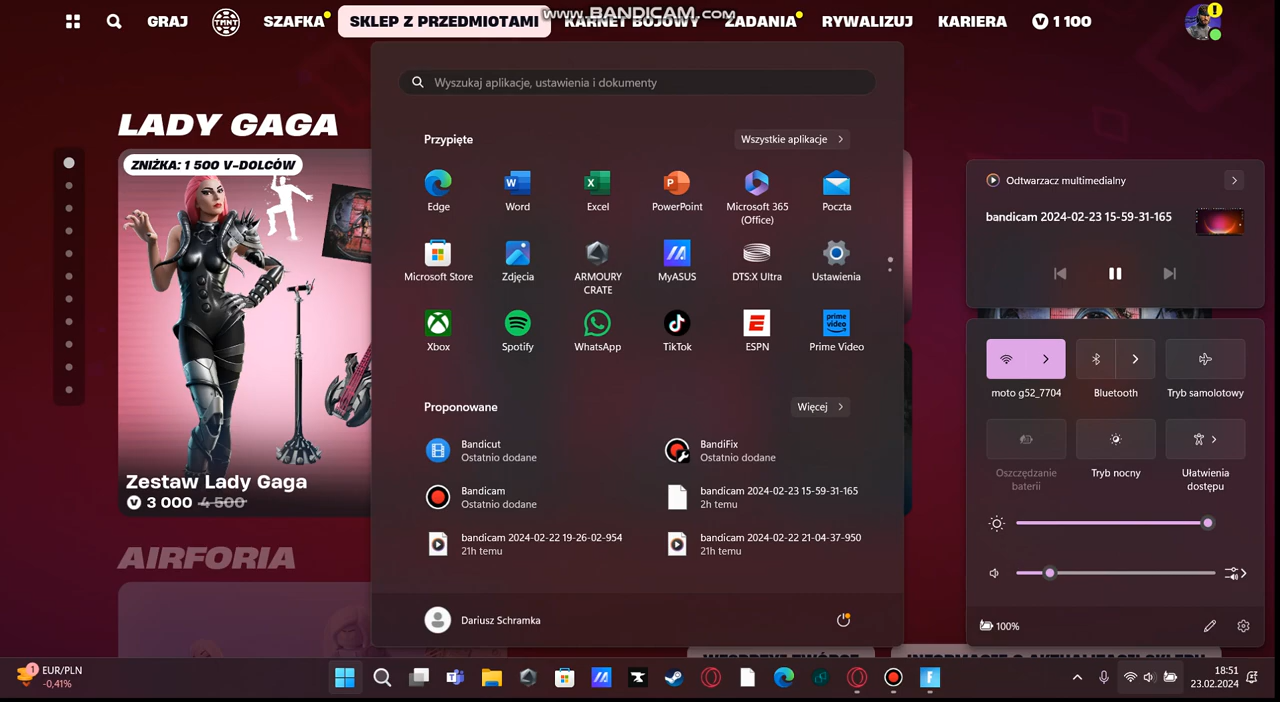 GRAJ
TMNT
SZAFKA
SKLEP Z PRZEDMIOTAMI
www.BANDICAM.com
KARNET BOJOWY
ZADANIA
RYWALIZUJ
KARIERA
V 1 100
LADY GAGA
ZNIŻKA: 1 500 V-DOLCÓW
Zestaw Lady Gaga
V 3 000 4 500
AIRFORIA
Wyszukaj aplikacje, ustawienia i dokumenty
Przypięte
Wszystkie aplikacje
Edge
Word
Excel
PowerPoint
Microsoft 365
(Office)
Poczta
Microsoft Store
Zdjęcia
ARMOURY
CRATE
MyASUS
DTS:X Ultra
Ustawienia
Xbox
Spotify
WhatsApp
TikTok
ESPN
prime
video
Prime Video
Proponowane
Więcej
Bandicut
Ostatnio dodane
BandiFix
Ostatnio dodane
Bandicam
Ostatnio dodane
bandicam 2024-02-23 15-59-31-165
2h temu
bandicam 2024-02-22 19-26-02-954
21h temu
bandicam 2024-02-22 21-04-37-950
21h temu
Dariusz Schramka
Odtwarzacz multimedialny
bandicam 2024-02-23 15-59-31-165
moto g52_7704
Bluetooth
Tryb samolotowy
Oszczędzanie
baterii
Tryb nocny
Ułatwienia
dostępu
100%
1
EUR/PLN
-0,41%
18:51
23.02.2024